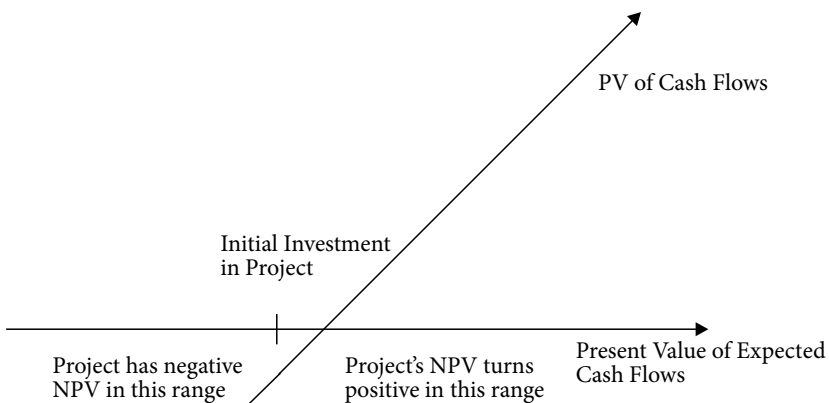 PV of Cash Flows
Initial Investment
in Project
Project has negative
NPV in this range
Project's NPV turns
positive in this range
Present Value of Expected
Cash Flows